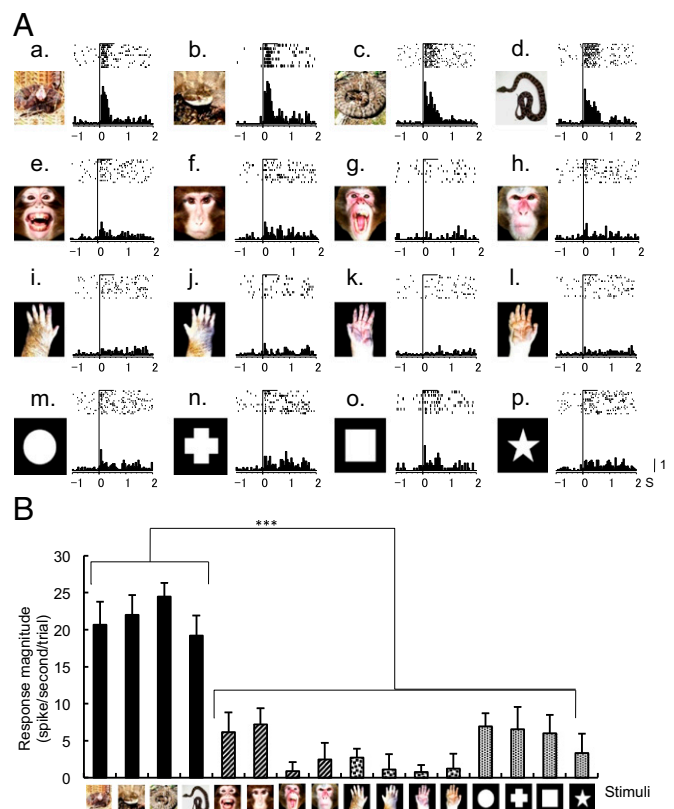 A
a. b. c. d.
−1 0 1 2 −1 0 1 2 −1 0 1 2 −1 0 1 2
e. f. g. h.
−1 0 1 2 −1 0 1 2 −1 0 1 2 −1 0 1 2
i. j. k. l.
−1 0 1 2 −1 0 1 2 −1 0 1 2 −1 0 1 2
m. n. o. p.
1
−1 0 1 2 −1 0 1 2 −1 0 1 2 −1 0 1 2 S
B
***
30
25
20
15
10
5
0
Response magnitude
(spike/second/trial)
Stimuli